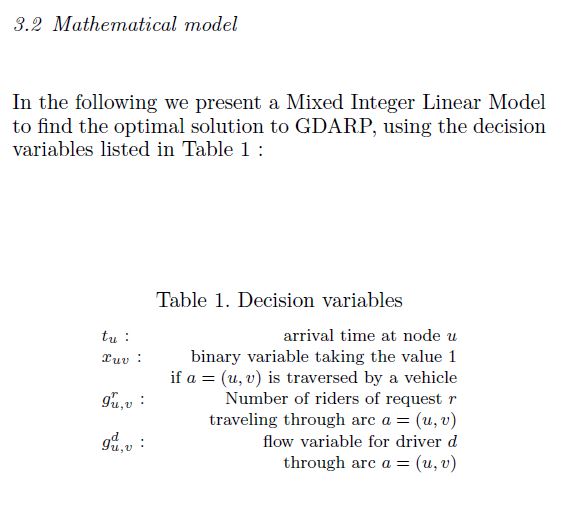 3.2 Mathematical model
In the following we present a Mixed Integer Linear Model
to find the optimal solution to GDARP, using the decision
variables listed in Table 1 :
Table 1. Decision variables
t_u : arrival time at node u
x_{uv} : binary variable taking the value 1
if a = (u, v) is traversed by a vehicle
g^r_{u,v} : Number of riders of request r
traveling through arc a = (u, v)
g^d_{u,v} : flow variable for driver d
through arc a = (u, v)